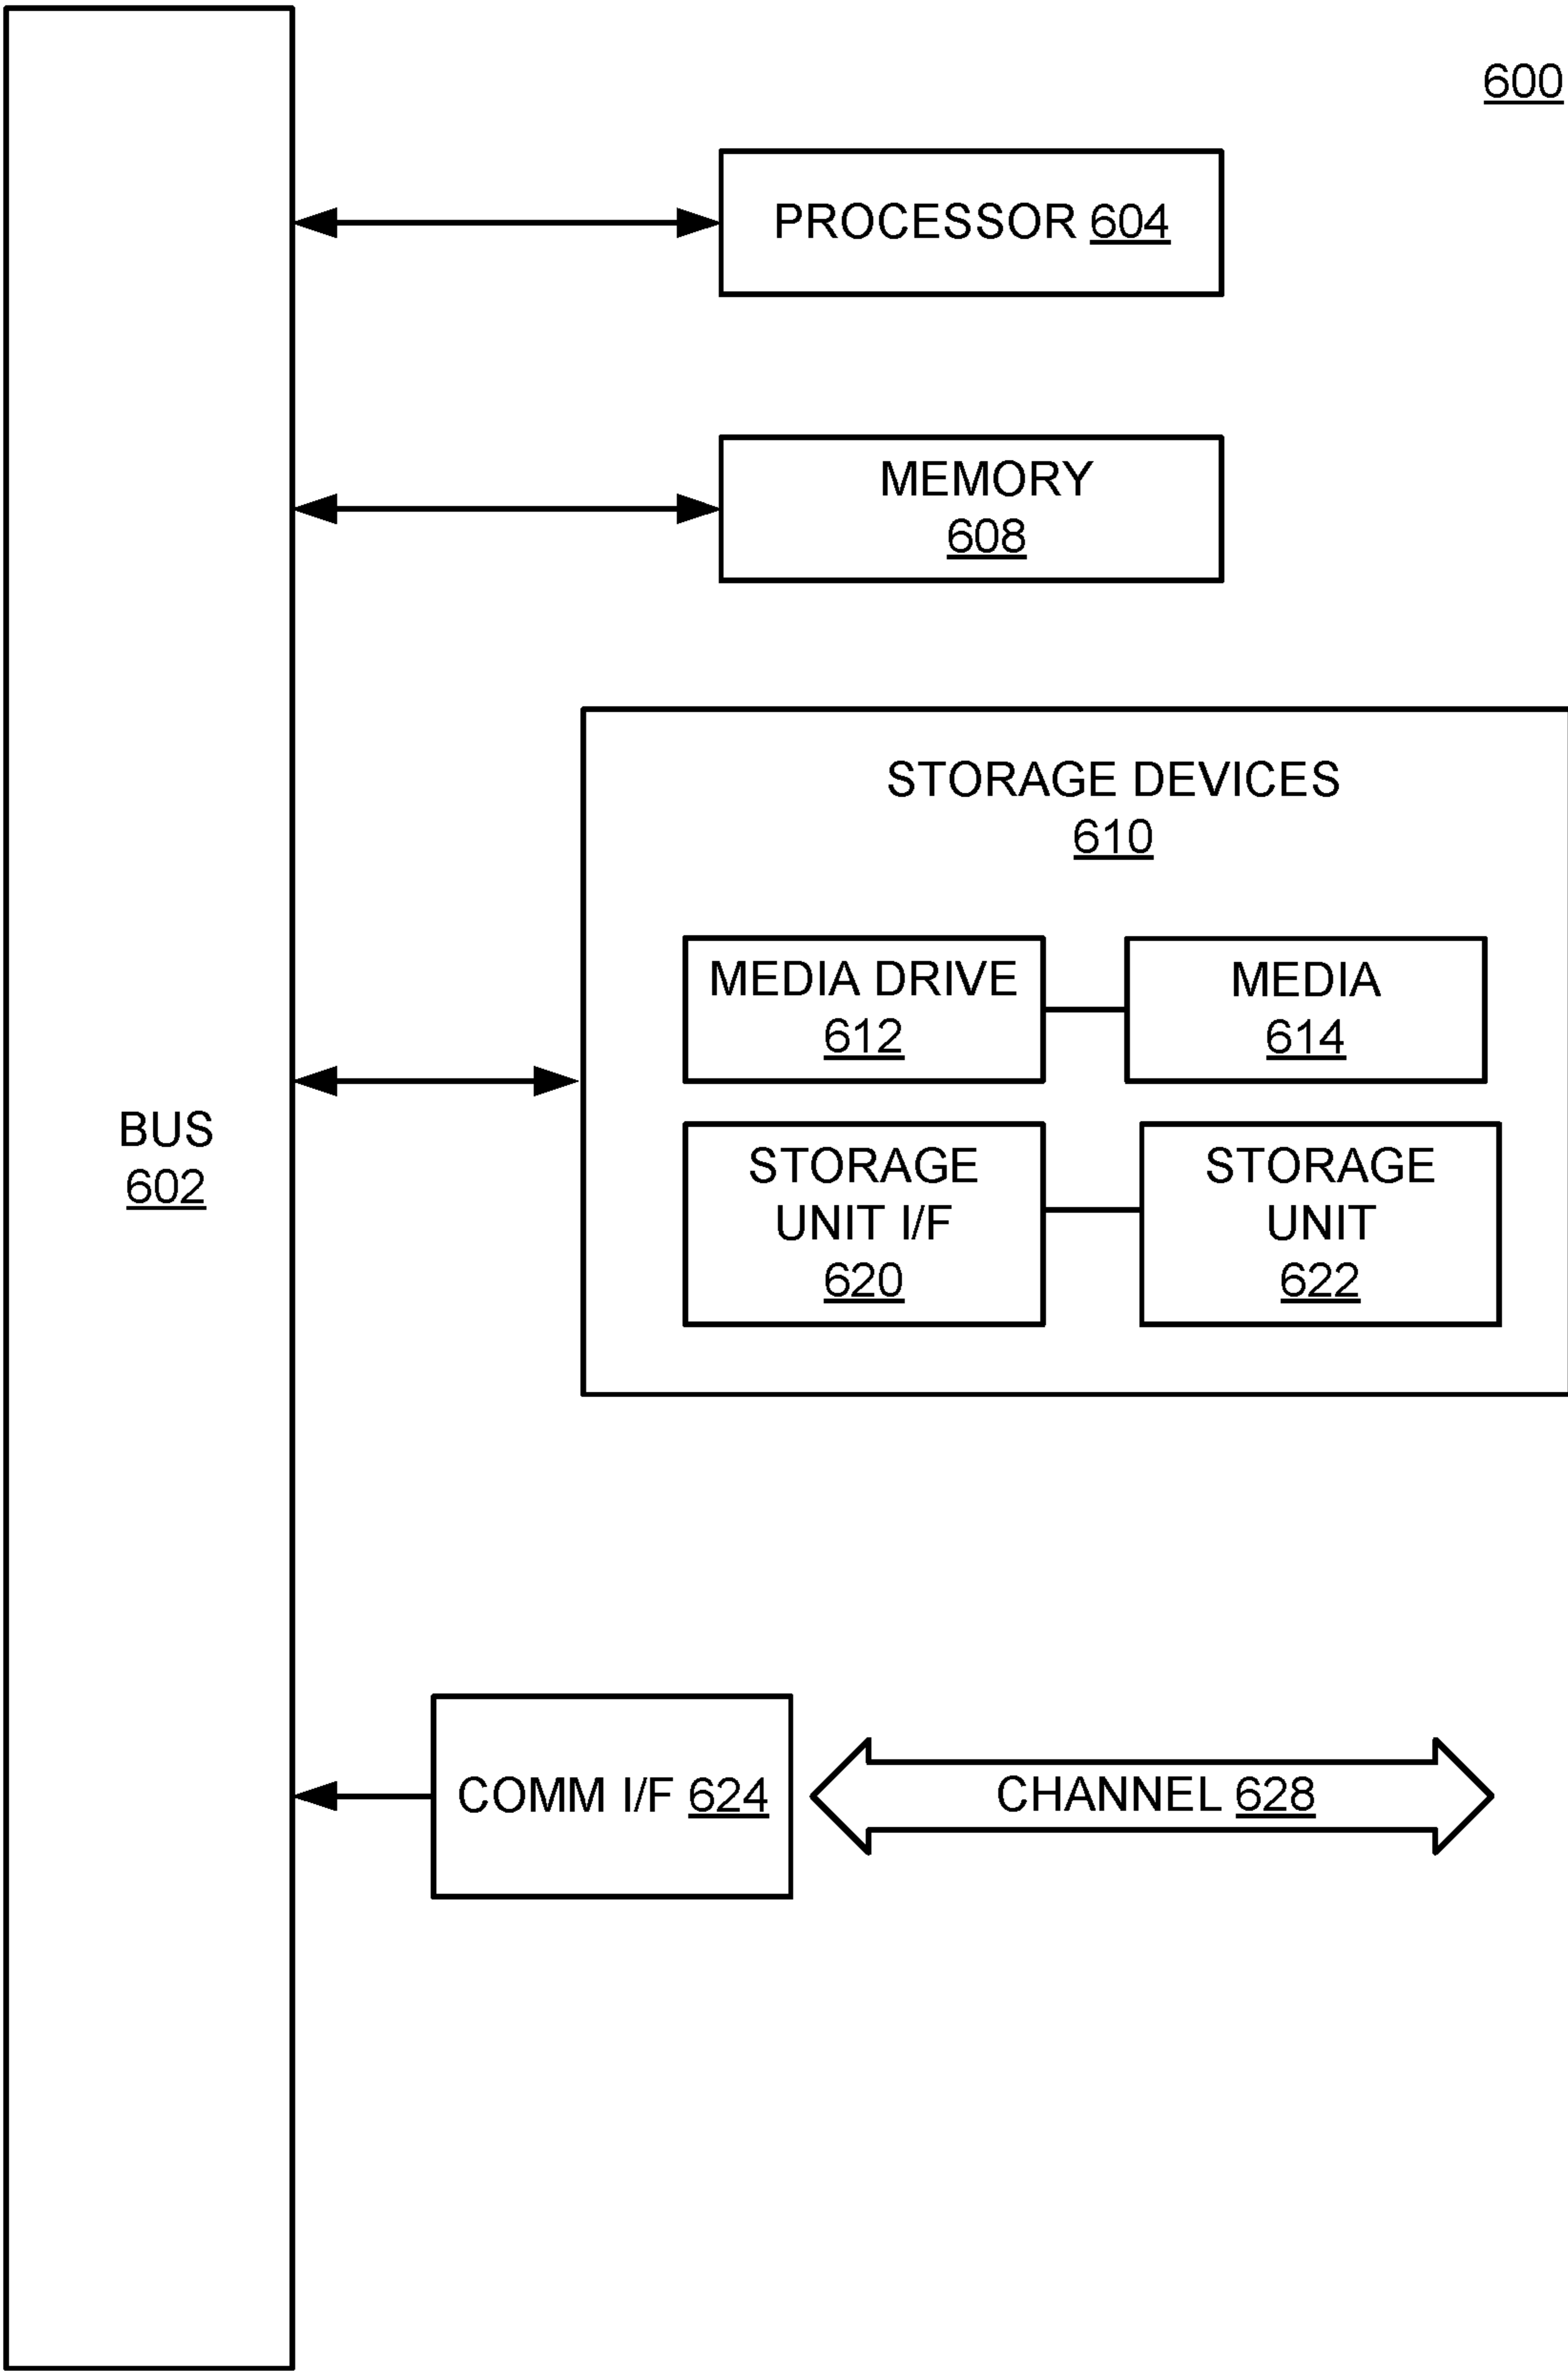 600
PROCESSOR 604
MEMORY
608
STORAGE DEVICES
610
MEDIA DRIVE
612
MEDIA
614
BUS
602
STORAGE
UNIT I/F
620
STORAGE
UNIT
622
COMM I/F 624
CHANNEL 628